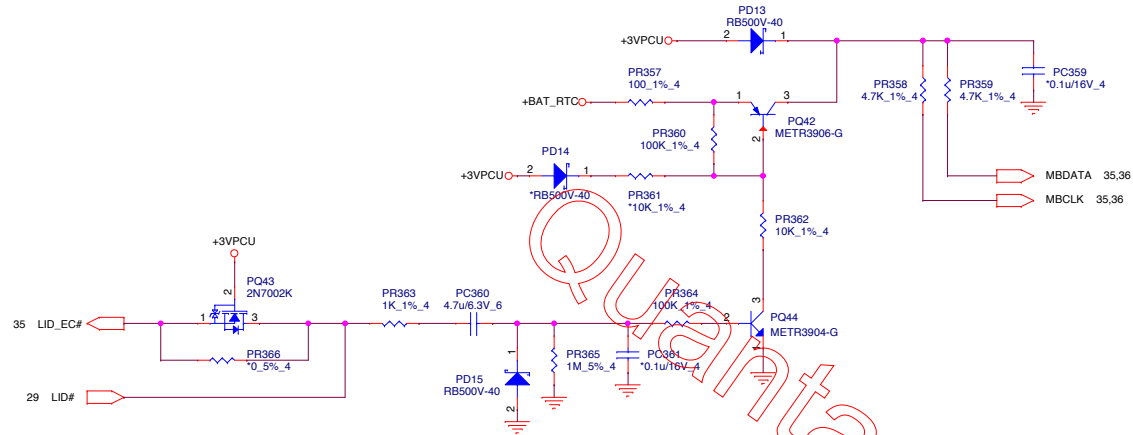 PD13
RB500V-40
+3VPCU
2
1
PR357
100_1%_4
PR358
4.7K_1%_4
PR359
4.7K_1%_4
PC359
*0.1u/16V_4
+BAT_RTC
1
3
PQ42
METR3906-G
2
PR360
100K_1%_4
PD14
+3VPCU
2
1
*RB500V-40
PR361
*10K_1%_4
MBDATA 35,36
MBCLK 35,36
PR362
10K_1%_4
+3VPCU
PQ43
2N7002K
2
1
3
PR363
1K_1%_4
PC360
4.7u/6.3V_6
PR364
100K_1%_4
3
2
PQ44
METR3904-G
1
35 LID_EC#
PR366
*0_5%_4
1
PD15
RB500V-40
2
PR365
1M_5%_4
PC361
*0.1u/16V_4
29 LID#
Quanta